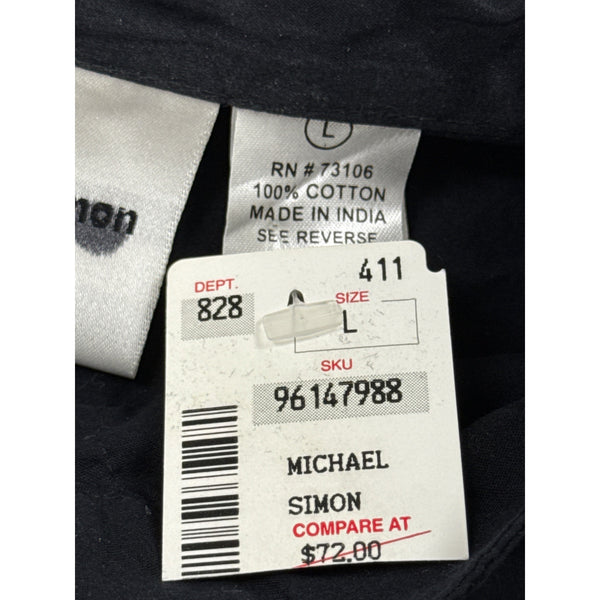 L
RN # 73106
100% COTTON
MADE IN INDIA
SEE REVERSE
mon
411
DEPT.
828
SIZE
L
SKU
96147988
MICHAEL
SIMON
COMPARE AT
$72.00